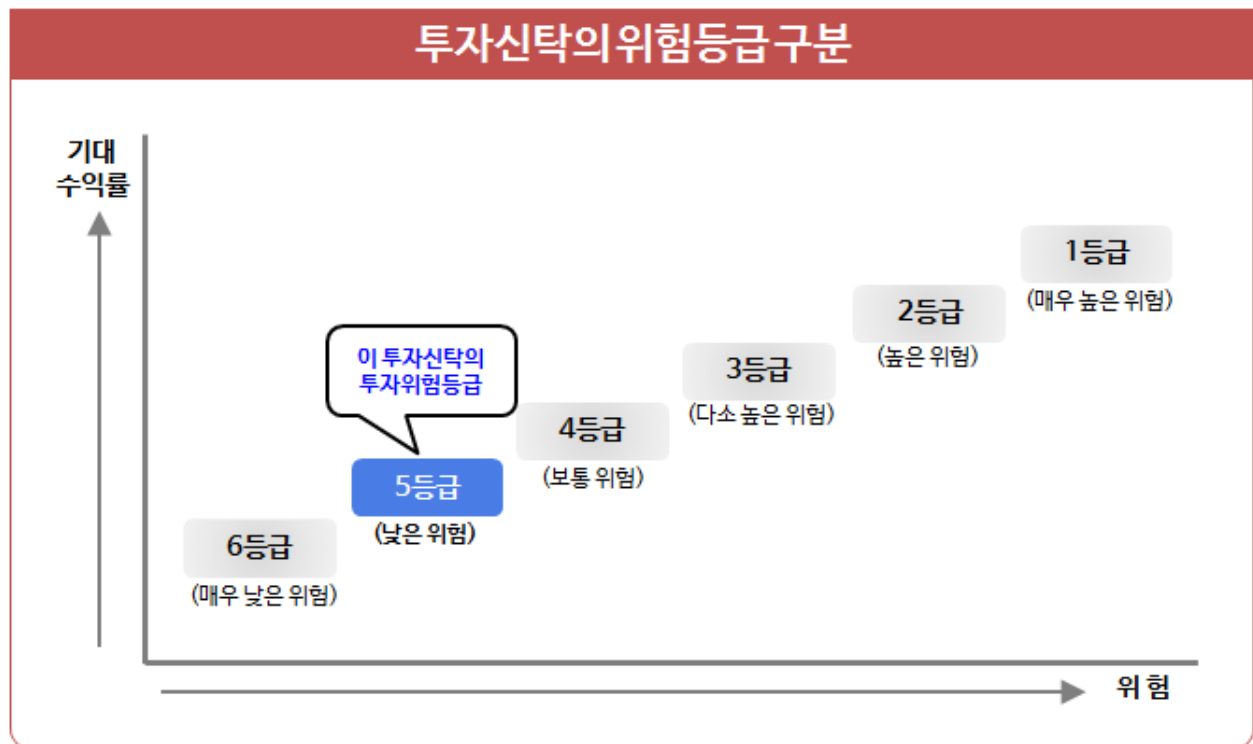 투자신탁의 위험등급 구분
기대
수익률
1등급
(매우 높은 위험)
2등급
(높은 위험)
이 투자신탁의
투자위험등급
3등급
(다소 높은 위험)
4등급
(보통 위험)
5등급
(낮은 위험)
6등급
(매우 낮은 위험)
위 험